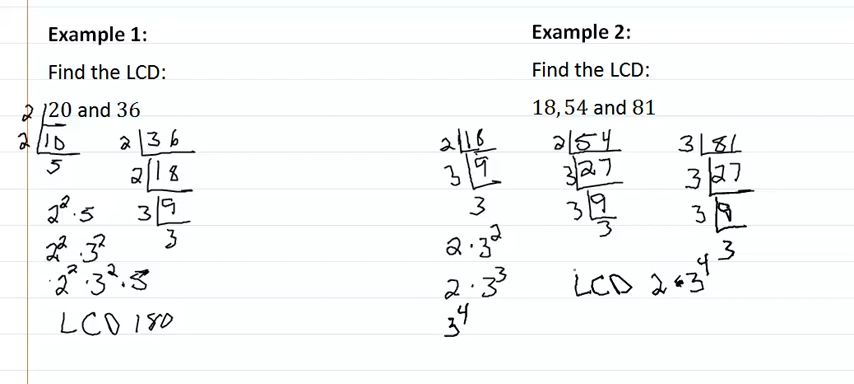 Example 1:
Find the LCD:
20 and 36
2
2 10
5
2 36
2 18
3 9
3
2² · 5
2² · 3²
2² · 3² · 5
LCD 180
Example 2:
Find the LCD:
18, 54 and 81
2 18
3 9
3
2 54
3 27
3 9
3
3 81
3 27
3 9
3
2 · 3²
2 · 3³
3⁴
LCD 2 · 3⁴